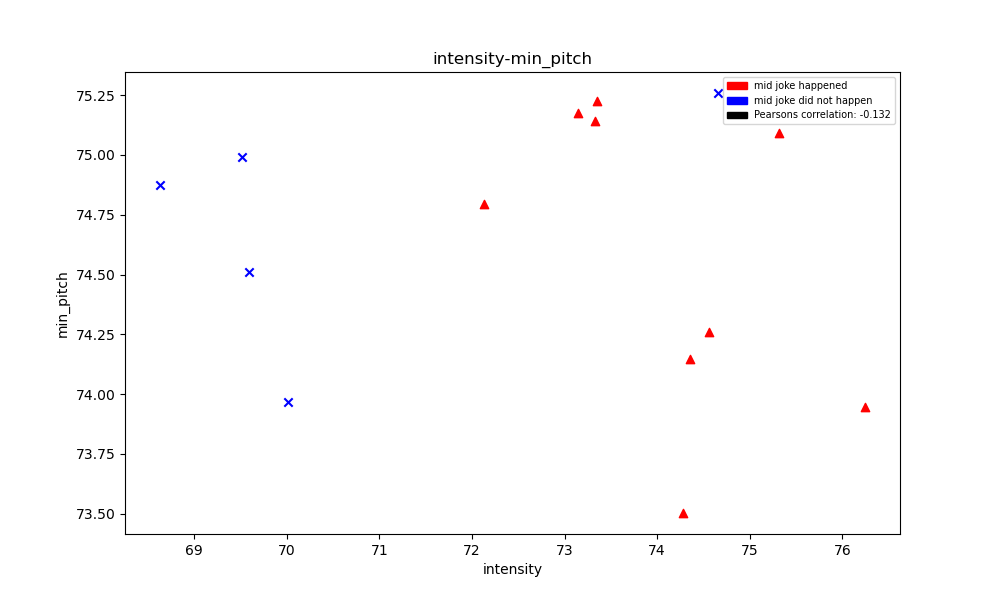 intensity-min_pitch
mid joke happened
mid joke did not happen
Pearsons correlation: -0.132
75.25
75.00
74.75
74.50
74.25
74.00
73.75
73.50
min_pitch
69 70 71 72 73 74 75 76
intensity